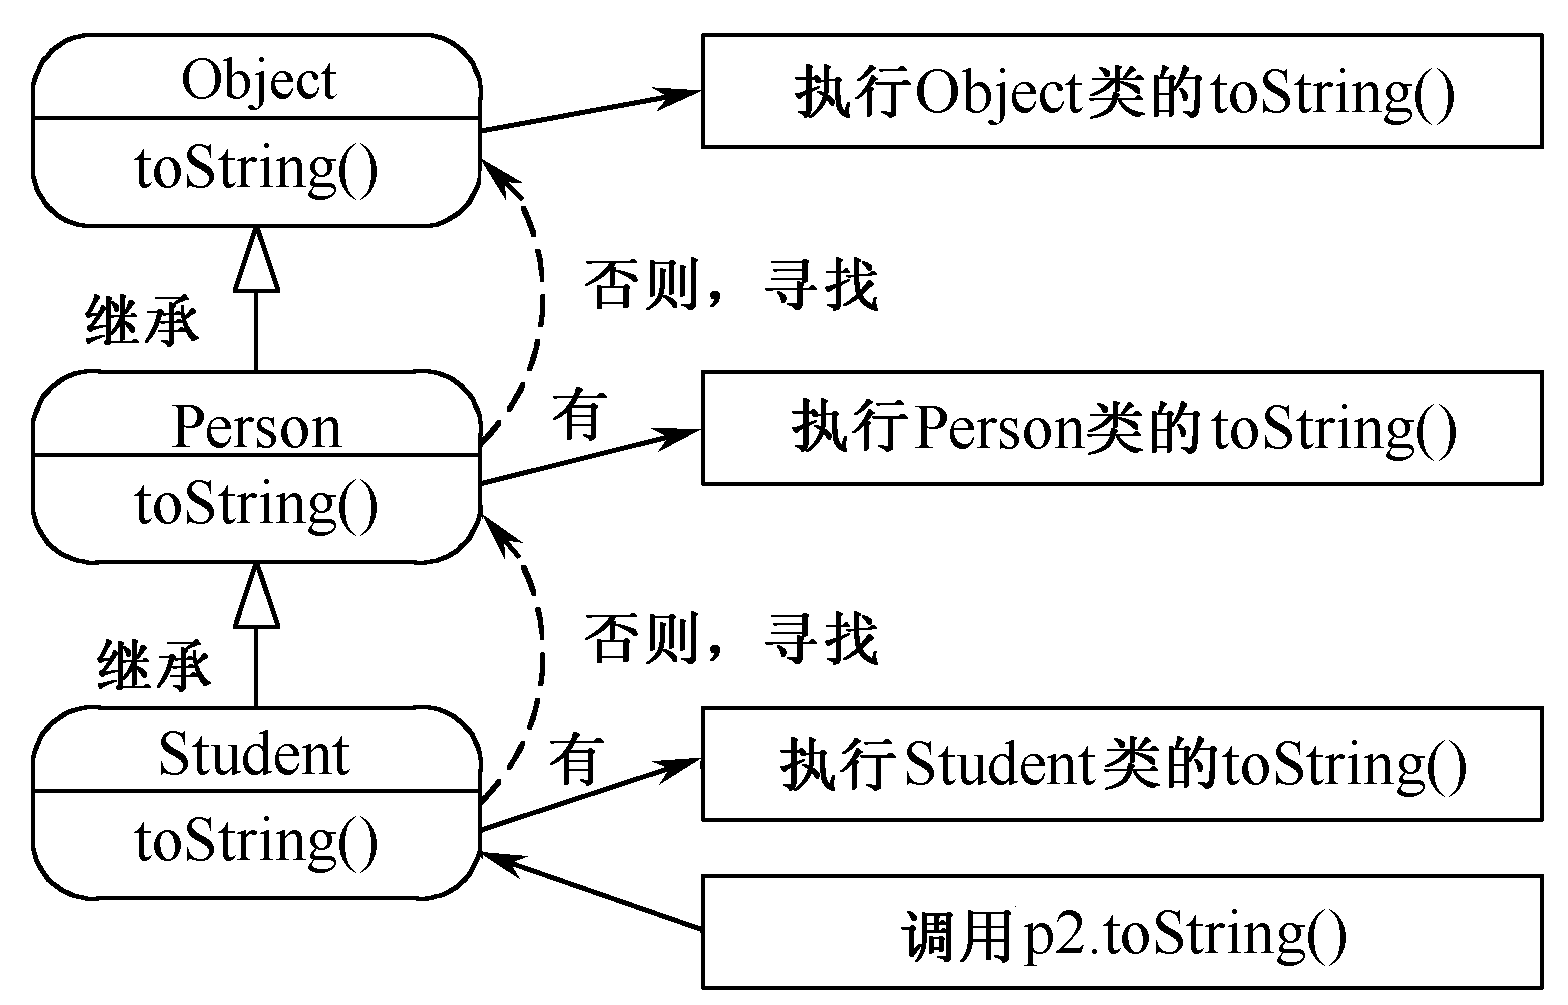 Object
执行Object类的toString()
toString()
否则，寻找
继承
Person
有
执行Person类的toString()
toString()
否则，寻找
继承
Student
有
执行Student类的toString()
toString()
调用p2.toString()